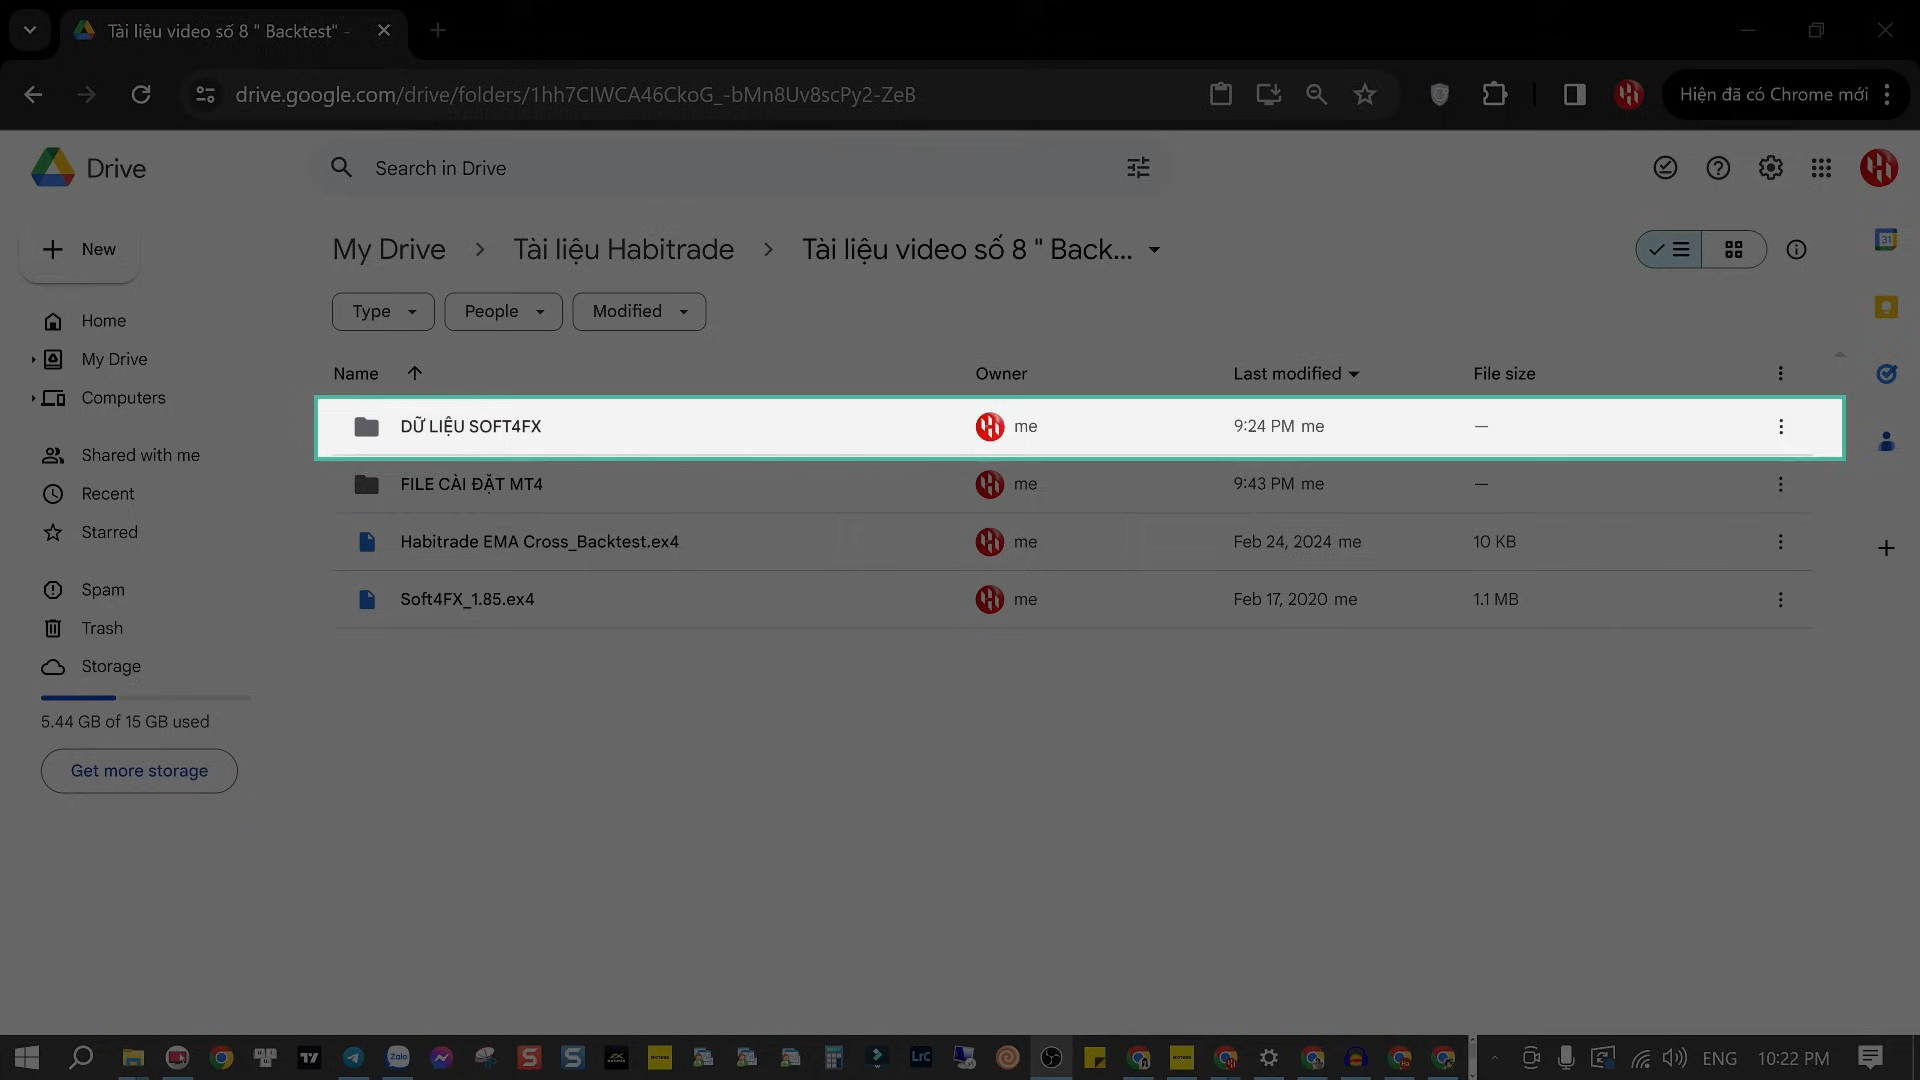 Tài liệu video số 8 " Backtest" -
drive.google.com/drive/folders/1hh7ClWCA46CkoG_-bMn8Uv8scPy2-ZeB
Hiện đã có Chrome mới
Drive
Search in Drive
New
My Drive
Tài liệu Habitrade
Tài liệu video số 8 " Back...
Type
People
Modified
Home
My Drive
Computers
Shared with me
Recent
Starred
Spam
Trash
Storage
5.44 GB of 15 GB used
Get more storage
Name Owner Last modified File size
DỮ LIỆU SOFT4FX me 9:24 PM me —
FILE CÀI ĐẶT MT4 me 9:43 PM me —
Habitrade EMA Cross_Backtest.ex4 me Feb 24, 2024 me 10 KB
Soft4FX_1.85.ex4 me Feb 17, 2020 me 1.1 MB
Zalo
Lrc
ENG
10:22 PM